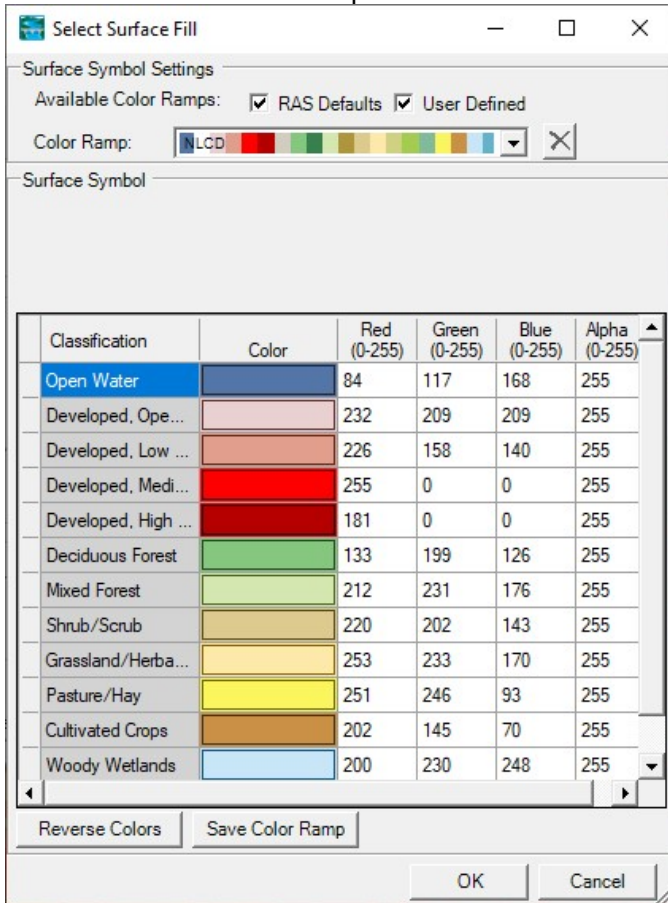 Select Surface Fill
Surface Symbol Settings
Available Color Ramps: RAS Defaults User Defined
Color Ramp: NLCD
Surface Symbol
Classification Color Red (0-255) Green (0-255) Blue (0-255) Alpha (0-255)
Open Water 84 117 168 255
Developed, Ope... 232 209 209 255
Developed, Low ... 226 158 140 255
Developed, Medi... 255 0 0 255
Developed, High ... 181 0 0 255
Deciduous Forest 133 199 126 255
Mixed Forest 212 231 176 255
Shrub/Scrub 220 202 143 255
Grassland/Herba... 253 233 170 255
Pasture/Hay 251 246 93 255
Cultivated Crops 202 145 70 255
Woody Wetlands 200 230 248 255
Reverse Colors Save Color Ramp
OK Cancel